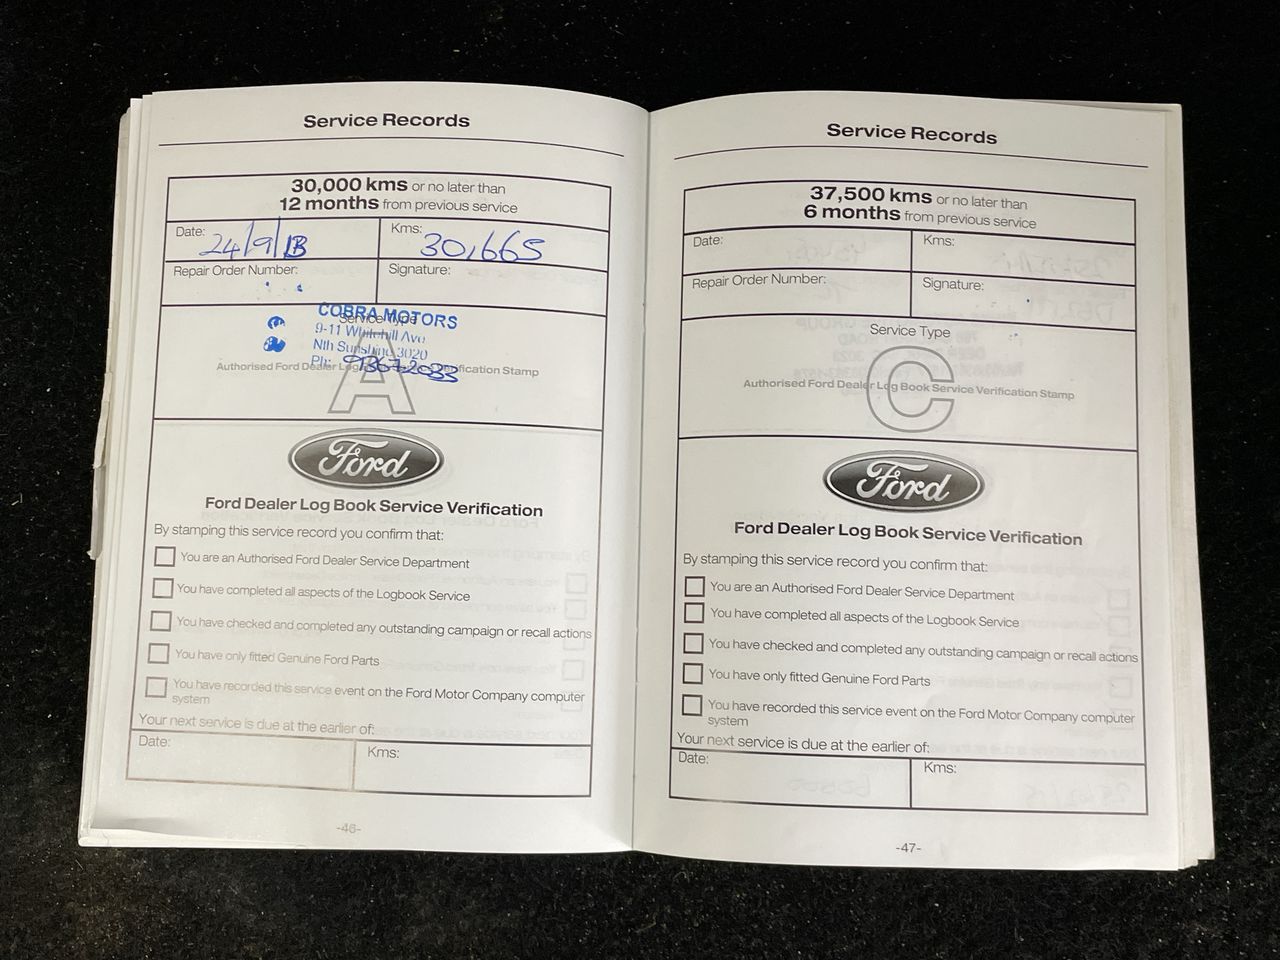 Service Records
30,000 kms or no later than
12 months from previous service
Date: 24/9/13
Kms: 30,665
Repair Order Number:
Signature:
COBRA MOTORS
Service Type
9-11 Whitehill Ave
Nth Sunshine 3020
Ph: 9367 2033
Authorised Ford Dealer Log Book Service Verification Stamp
A
Ford
Ford Dealer Log Book Service Verification
By stamping this service record you confirm that:
You are an Authorised Ford Dealer Service Department
You have completed all aspects of the Logbook Service
You have checked and completed any outstanding campaign or recall actions
You have only fitted Genuine Ford Parts
You have recorded this service event on the Ford Motor Company computer
system
Your next service is due at the earlier of:
Date:
Kms:
-46-
Service Records
37,500 kms or no later than
6 months from previous service
Date:
Kms:
Repair Order Number:
Signature:
Service Type
Authorised Ford Dealer Log Book Service Verification Stamp
C
Ford
Ford Dealer Log Book Service Verification
By stamping this service record you confirm that:
You are an Authorised Ford Dealer Service Department
You have completed all aspects of the Logbook Service
You have checked and completed any outstanding campaign or recall actions
You have only fitted Genuine Ford Parts
You have recorded this service event on the Ford Motor Company computer
system
Your next service is due at the earlier of:
Date:
Kms:
-47-